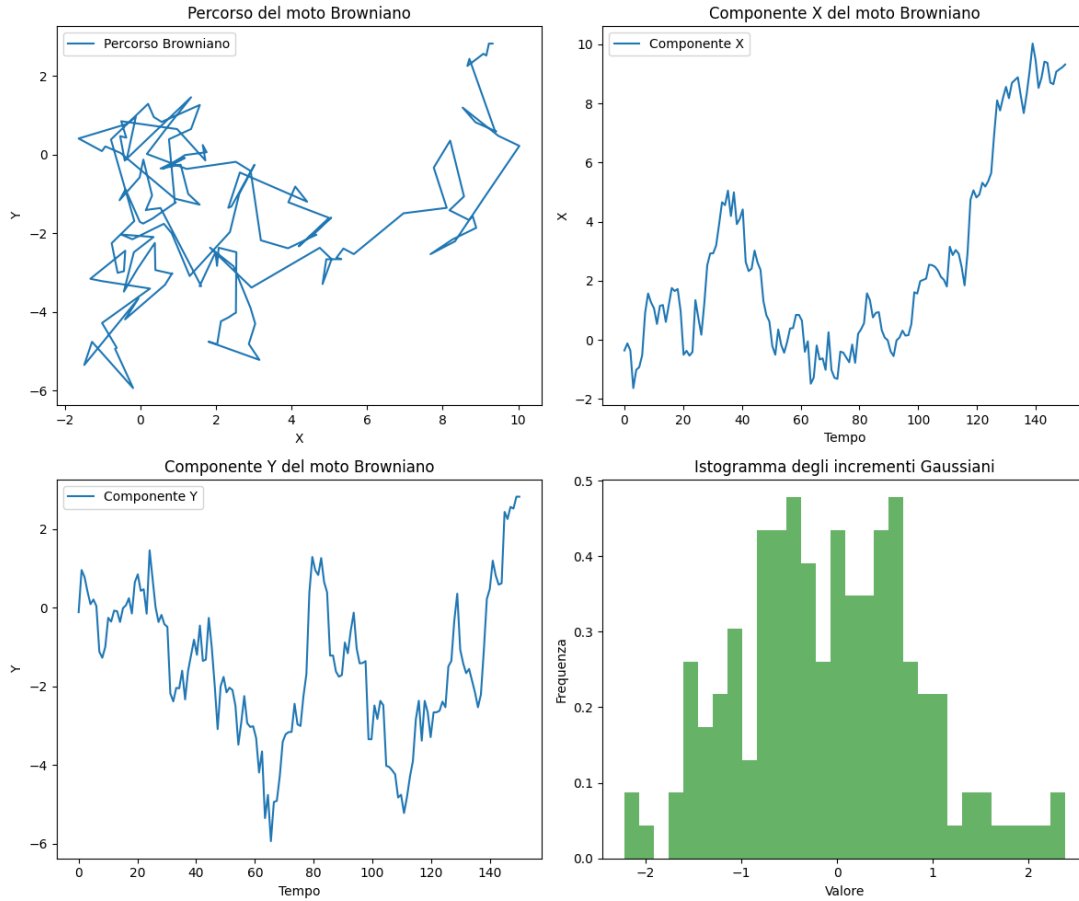 Percorso del moto Browniano
Percorso Browniano
2
0
−2
−4
−6
Y
−2 0 2 4 6 8 10
X
Componente X del moto Browniano
Componente X
10
8
6
4
2
0
−2
X
0 20 40 60 80 100 120 140
Tempo
Componente Y del moto Browniano
Componente Y
2
0
−2
−4
−6
Y
0 20 40 60 80 100 120 140
Tempo
Istogramma degli incrementi Gaussiani
0.5
0.4
0.3
0.2
0.1
0.0
Frequenza
−2 −1 0 1 2
Valore